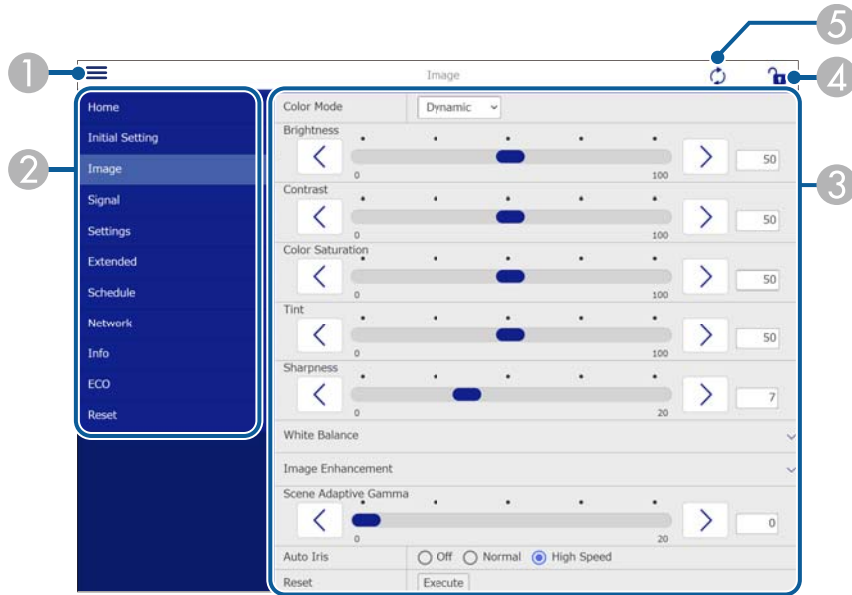 5
1
Image
4
Home
Color Mode
Dynamic
Initial Setting
Brightness
2
Image
50
0
100
3
Signal
Contrast
Settings
50
0
100
Extended
Color Saturation
Schedule
50
0
100
Network
Tint
Info
50
0
100
ECO
Sharpness
Reset
7
0
20
White Balance
Image Enhancement
Scene Adaptive Gamma
0
0
20
Auto Iris
Off
Normal
High Speed
Reset
Execute